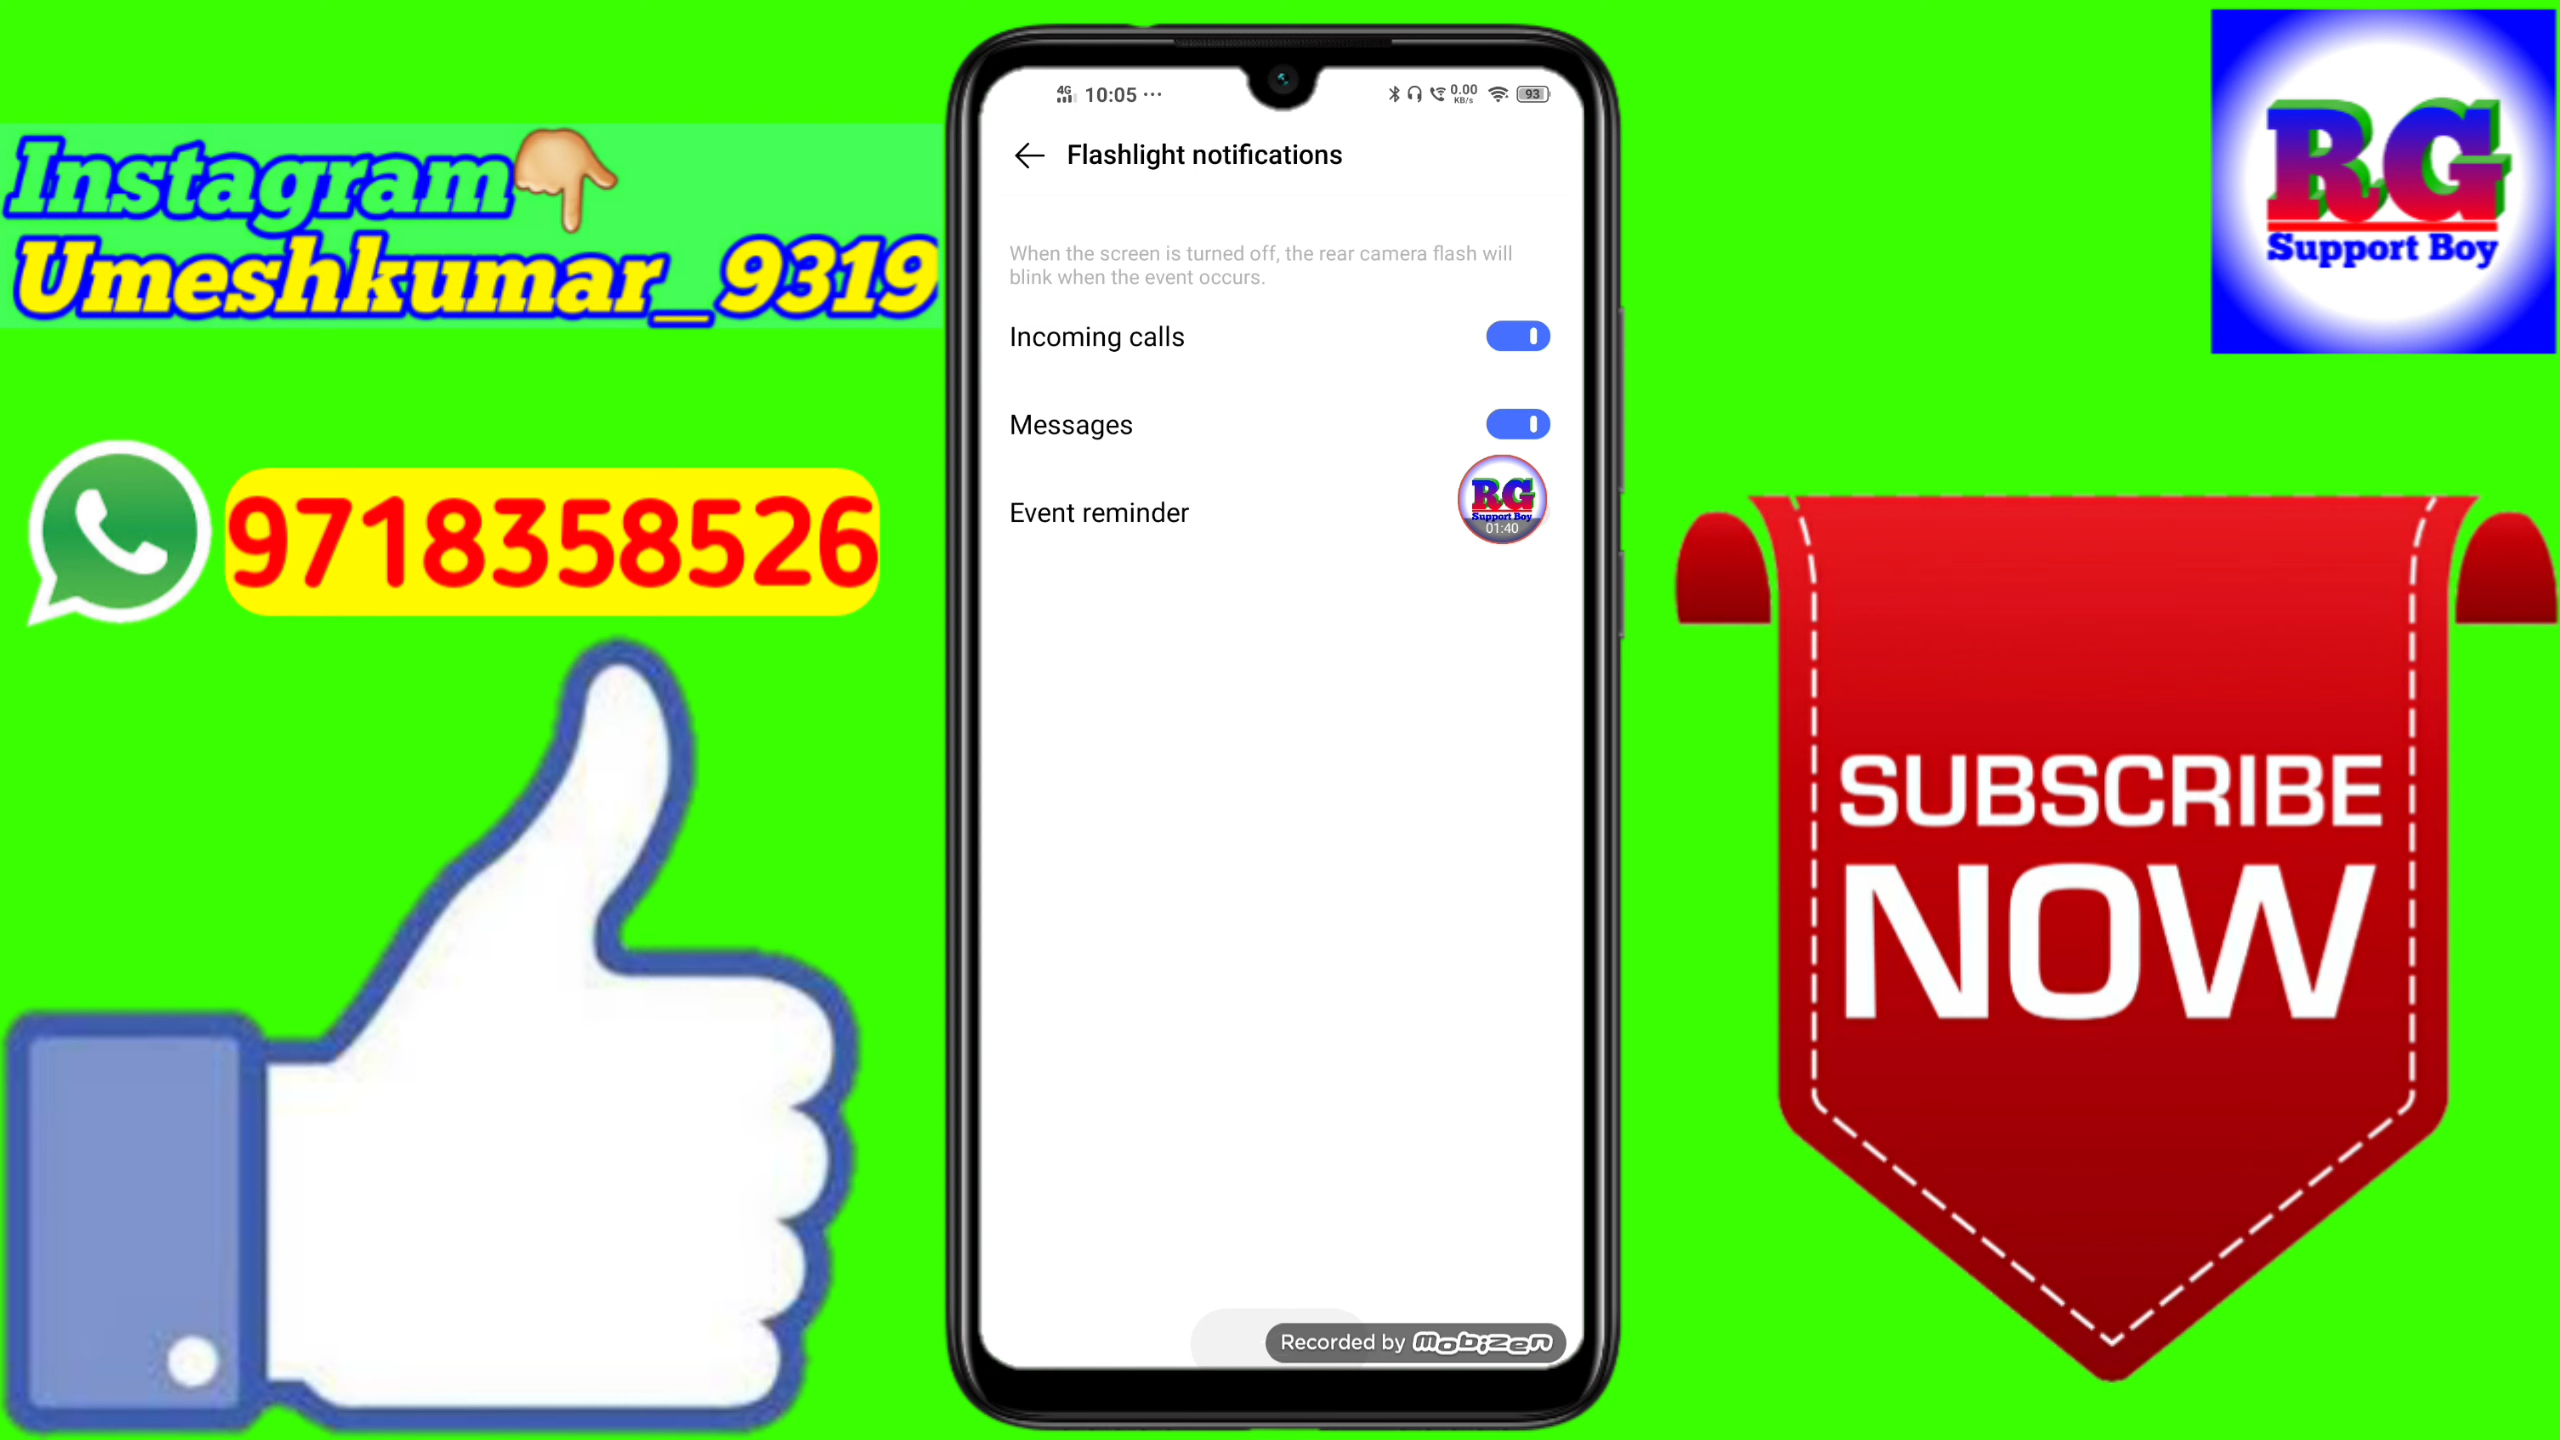 Instagram👇
Umeshkumar_9319
9718358526
4G 10:05 ···
0.00
KB/s
93
Flashlight notifications
When the screen is turned off, the rear camera flash will
blink when the event occurs.
Incoming calls
Messages
Event reminder
RG
Support Boy
01:40
Recorded by mobizen
RG
Support Boy
SUBSCRIBE
NOW